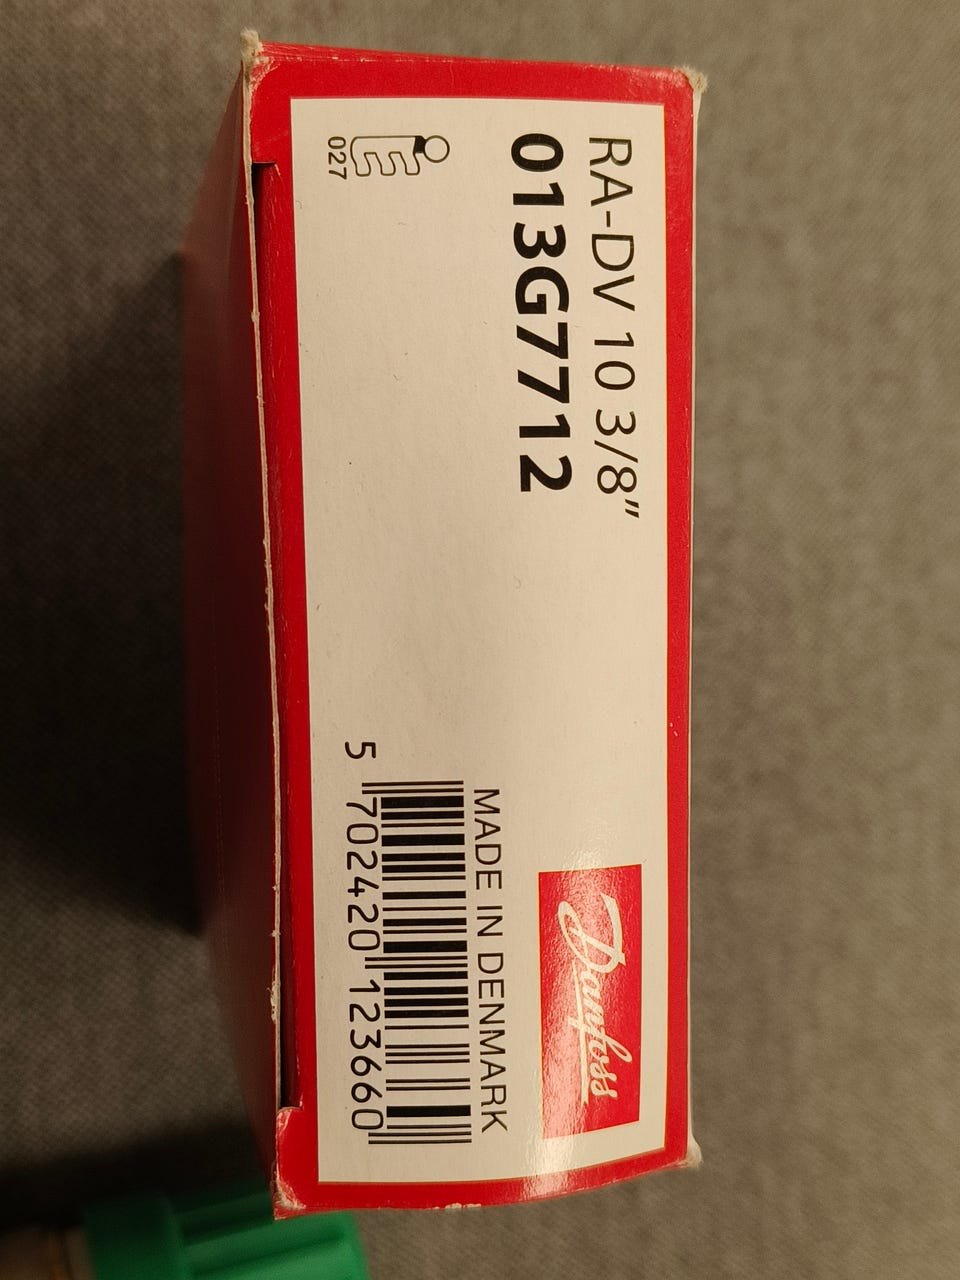 RA-DV 10 3/8"
013G7712
027
Danfoss
MADE IN DENMARK
5 702420 123660